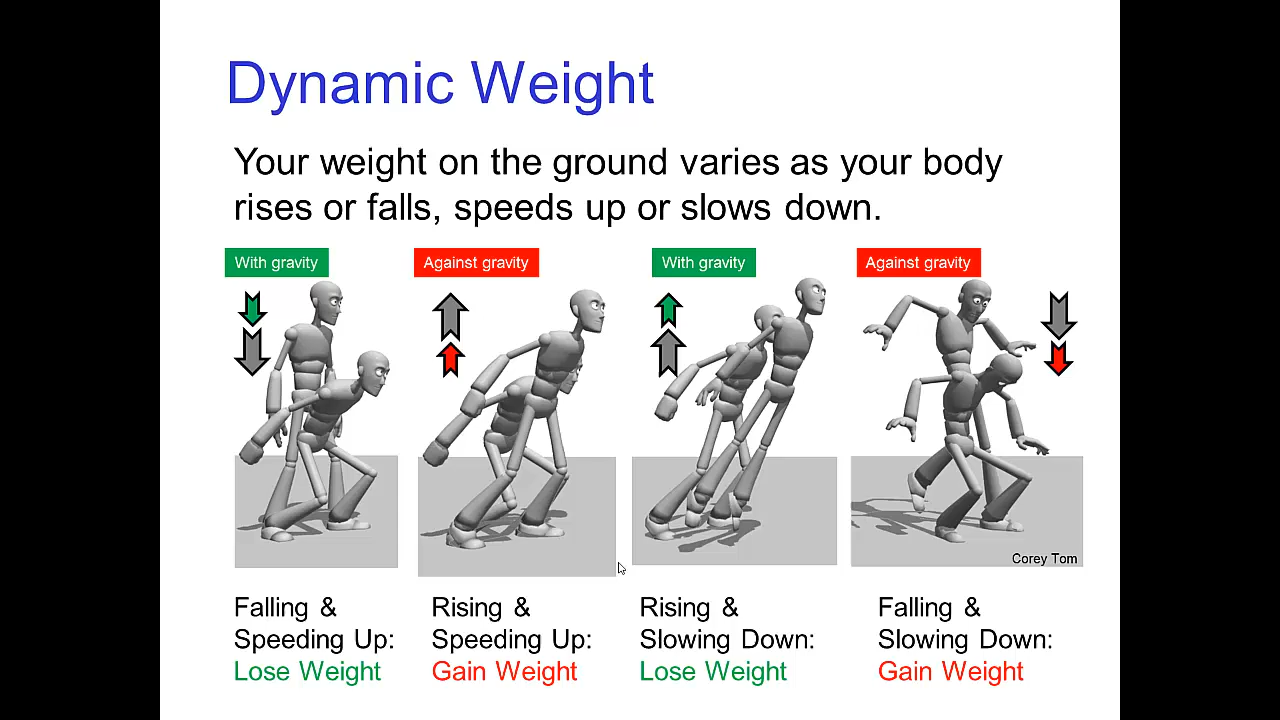 Dynamic Weight
Your weight on the ground varies as your body
rises or falls, speeds up or slows down.
With gravity
Against gravity
With gravity
Against gravity
Corey Tom
Falling &
Speeding Up:
Lose Weight
Rising &
Speeding Up:
Gain Weight
Rising &
Slowing Down:
Lose Weight
Falling &
Slowing Down:
Gain Weight